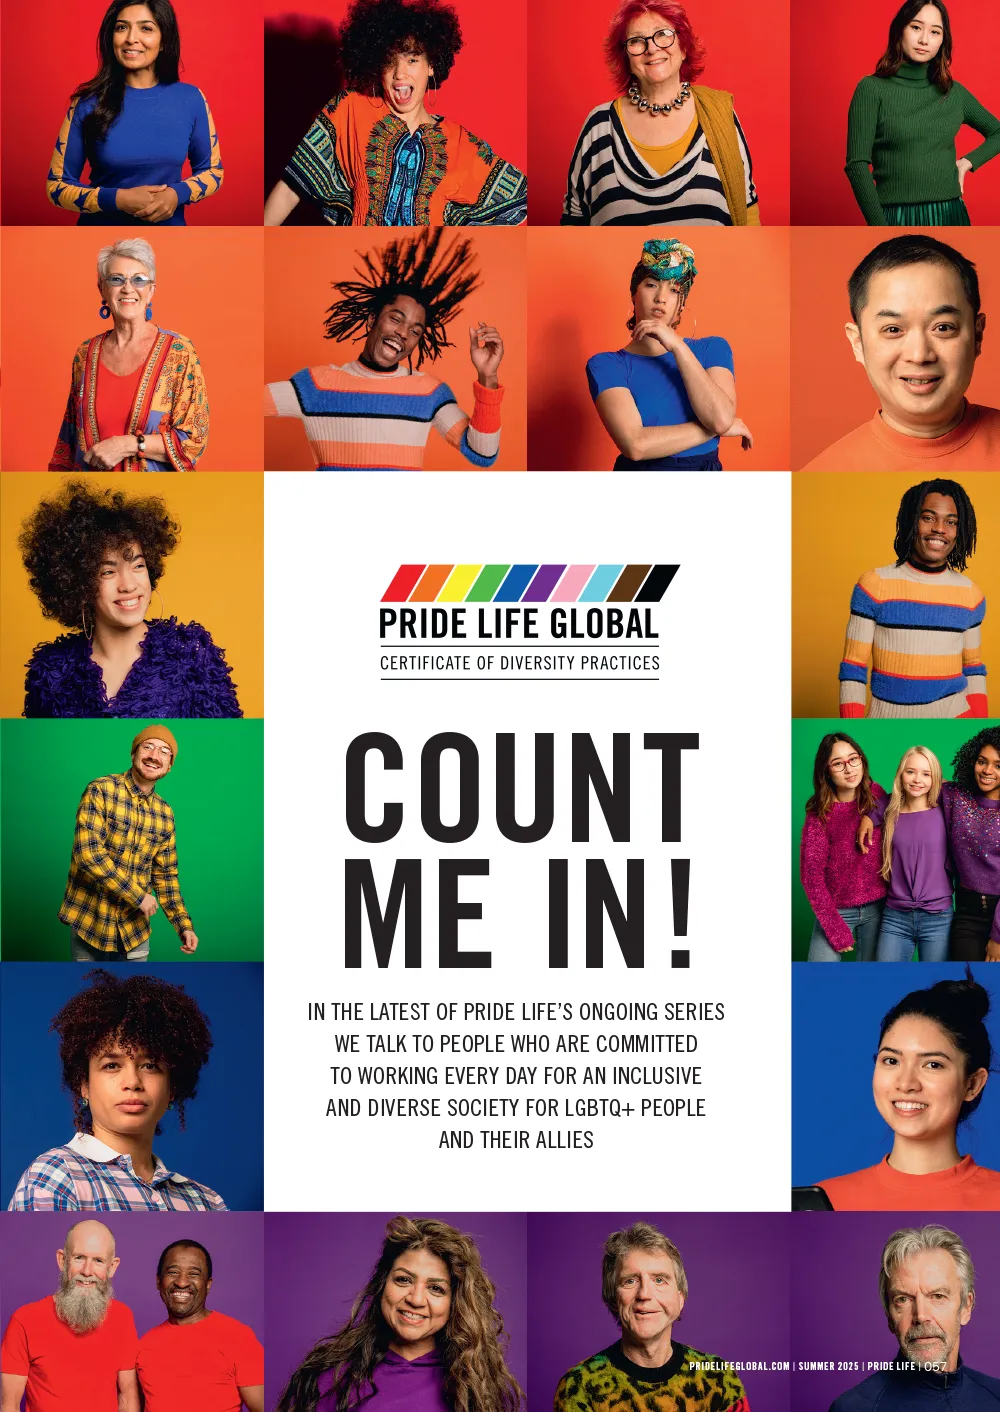 PRIDE LIFE GLOBAL
CERTIFICATE OF DIVERSITY PRACTICES
COUNT
ME IN!
IN THE LATEST OF PRIDE LIFE'S ONGOING SERIES
WE TALK TO PEOPLE WHO ARE COMMITTED
TO WORKING EVERY DAY FOR AN INCLUSIVE
AND DIVERSE SOCIETY FOR LGBTQ+ PEOPLE
AND THEIR ALLIES
PRIDELIFEGLOBAL.COM | SUMMER 2025 | PRIDE LIFE | 057